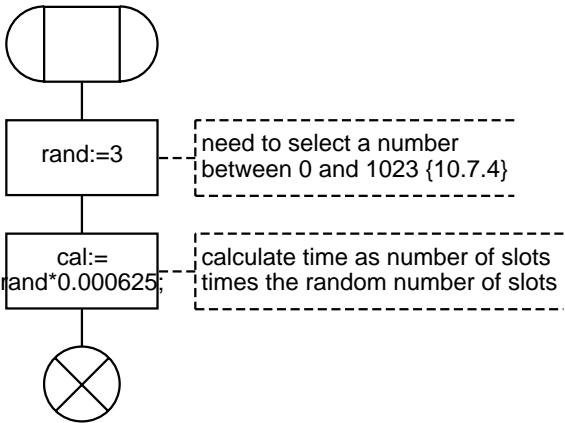 rand:=3
need to select a number
between 0 and 1023 {10.7.4}
cal:=
rand*0.000625;
calculate time as number of slots
times the random number of slots